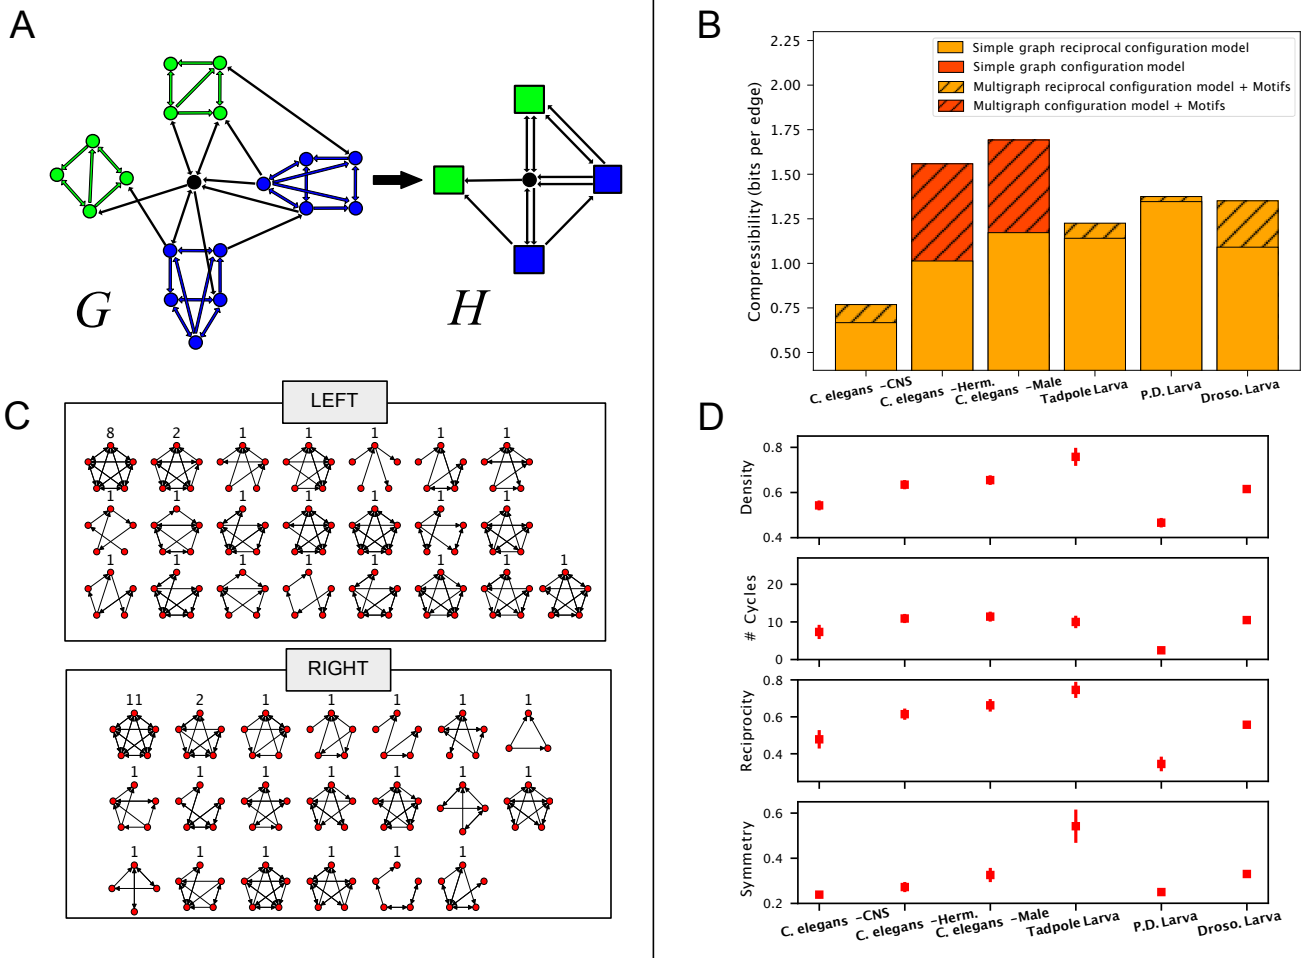 A
G
H
B
Compressibility (bits per edge)
2.25
2.00
1.75
1.50
1.25
1.00
0.75
0.50
Simple graph reciprocal configuration model
Simple graph configuration model
Multigraph reciprocal configuration model + Motifs
Multigraph configuration model + Motifs
C. elegans -CNS
C. elegans -Herm.
C. elegans -Male
Tadpole Larva
P.D. Larva
Droso. Larva
C
LEFT
8 2 1 1 1 1 1
1 1 1 1 1 1 1
1 1 1 1 1 1 1 1
RIGHT
11 2 1 1 1 1 1
1 1 1 1 1 1 1
1 1 1 1 1 1
D
Density
0.8
0.6
0.4
# Cycles
20
10
0
Reciprocity
0.8
0.6
0.4
Symmetry
0.6
0.4
0.2
C. elegans -CNS
C. elegans -Herm.
C. elegans -Male
Tadpole Larva
P.D. Larva
Droso. Larva